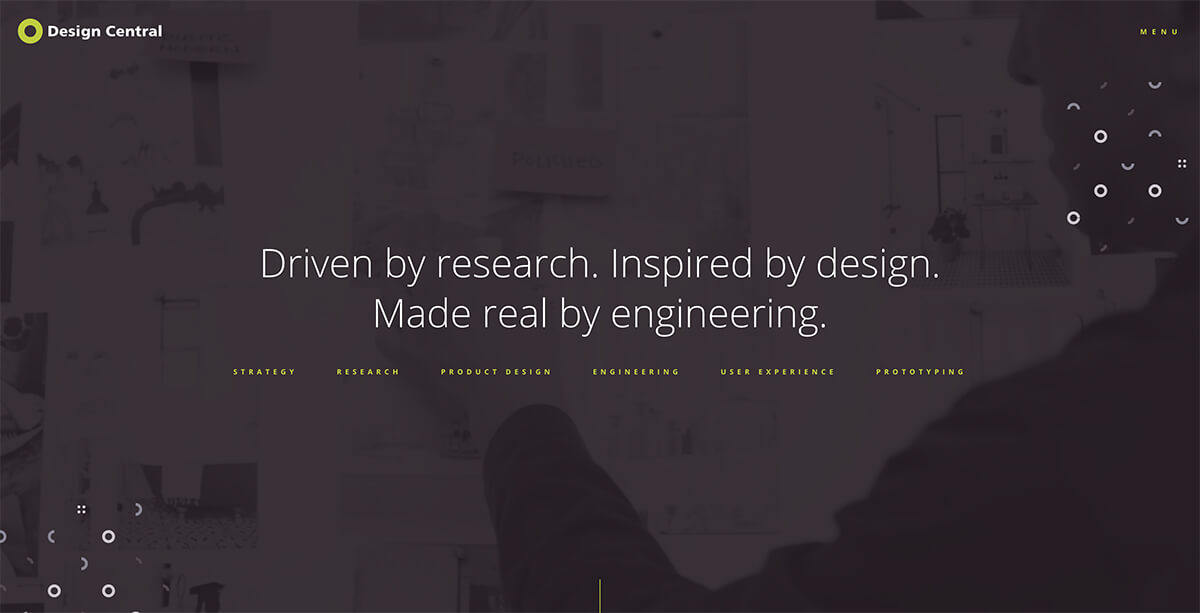 Design Central
MENU
POLISHED
Driven by research. Inspired by design.
Made real by engineering.
STRATEGY RESEARCH PRODUCT DESIGN ENGINEERING USER EXPERIENCE PROTOTYPING